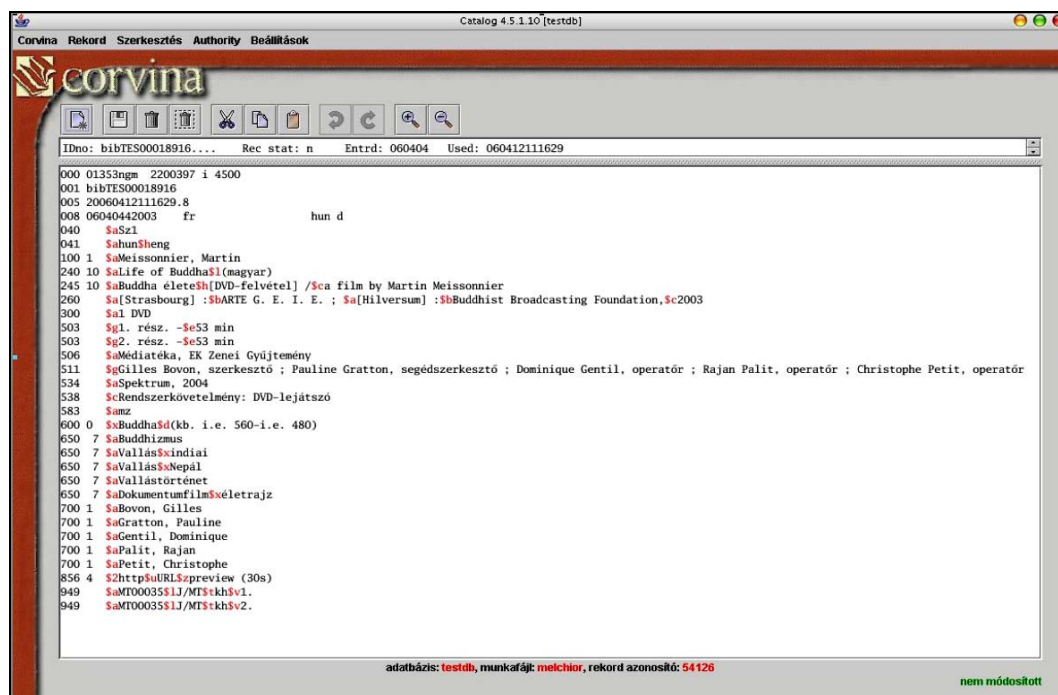 Catalog 4.5.1.10 [testdb]
Corvina Rekord Szerkesztés Authority Beállítások
corvina
IDno: bibTES00018916.... Rec stat: n Entrd: 060404 Used: 060412111629
000 01353ngm 2200397 i 4500
001 bibTES00018916
005 20060412111629.8
008 06040442003 fr hun d
040 $aSz1
041 $ahun$heng
100 1 $aMeissonnier, Martin
240 10 $aLife of Buddha$l(magyar)
245 10 $aBuddha élete$h[DVD-felvétel] /$ca film by Martin Meissonnier
260 $a[Strasbourg] :$bARTE G. E. I. E. ; $a[Hilversum] :$bBuddhist Broadcasting Foundation,$c2003
300 $a1 DVD
503 $g1. rész. -$e53 min
503 $g2. rész. -$e53 min
506 $aMédiatéka, EK Zenei Gyűjtemény
511 $gGilles Bovon, szerkesztő ; Pauline Gratton, segédszerkesztő ; Dominique Gentil, operatőr ; Rajan Palit, operatőr ; Christophe Petit, operatőr
534 $aSpektrum, 2004
538 $cRendszerkövetelmény: DVD-lejátszó
583 $amz
600 0 $xBuddha$d(kb. i.e. 560-i.e. 480)
650 7 $aBuddhizmus
650 7 $aVallás$xindiai
650 7 $aVallás$xNepál
650 7 $aVallástörténet
650 7 $aDokumentumfilm$xéletrajz
700 1 $aBovon, Gilles
700 1 $aGratton, Pauline
700 1 $aGentil, Dominique
700 1 $aPalit, Rajan
700 1 $aPetit, Christophe
856 4 $2http$uURL$zpreview (30s)
949 $aMT00035$lJ/MT$tkh$v1.
949 $aMT00035$lJ/MT$tkh$v2.
adatbázis: testdb, munkafájl: melchior, rekord azonosító: 54126
nem módosított